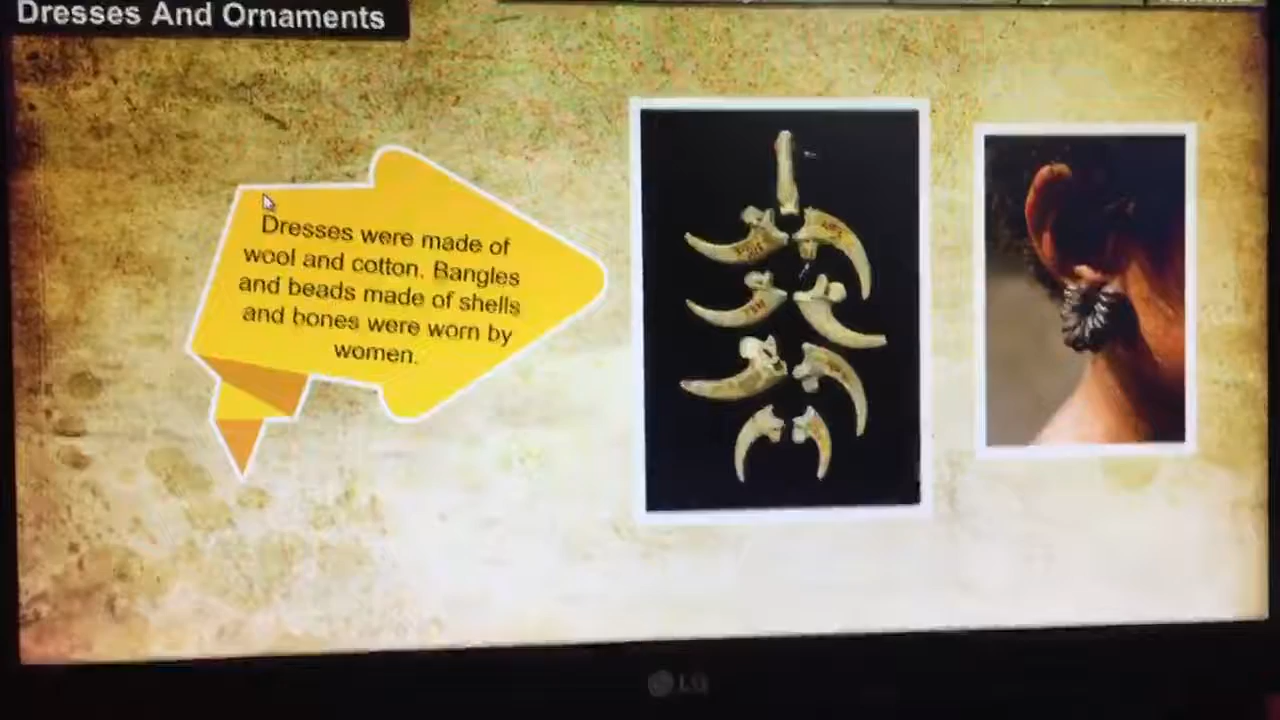 Dresses And Ornaments
Dresses were made of
wool and cotton. Bangles
and beads made of shells
and bones were worn by
women.
LG